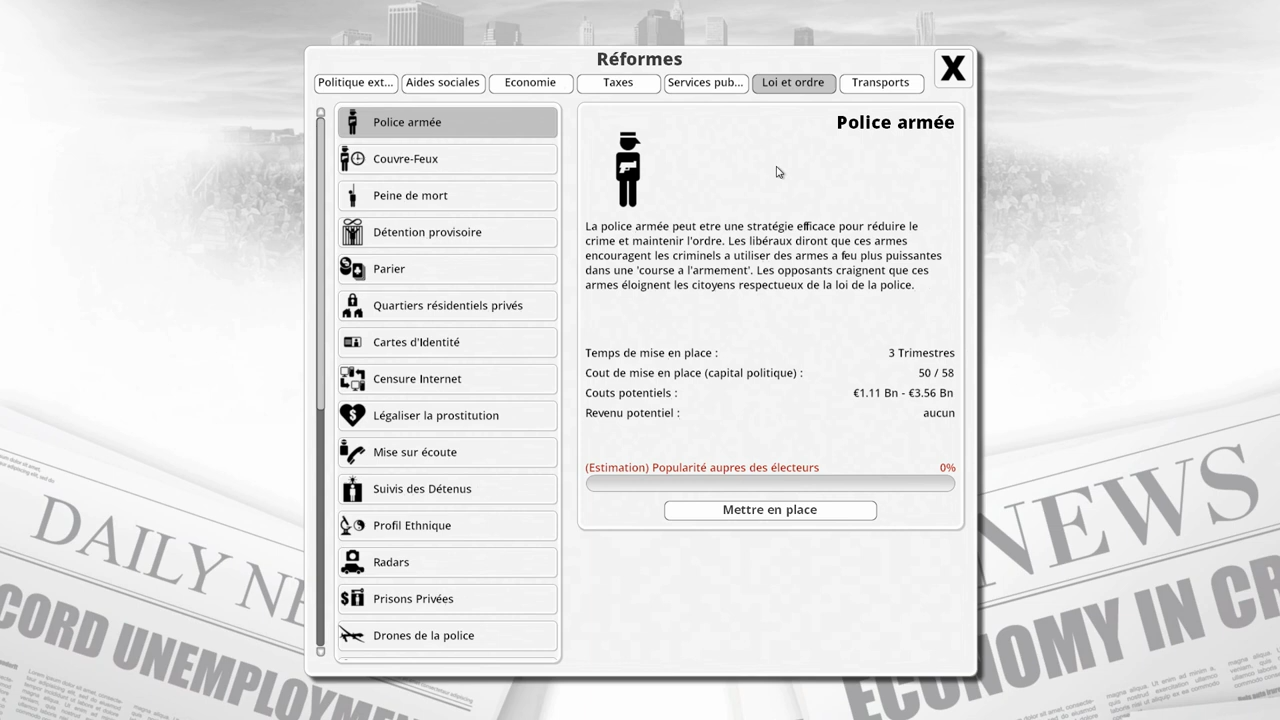 Réformes
X
Politique ext...
Aides sociales
Economie
Taxes
Services pub...
Loi et ordre
Transports
Police armée
Couvre-Feux
Peine de mort
Détention provisoire
Parier
Quartiers résidentiels privés
Cartes d'Identité
Censure Internet
Légaliser la prostitution
Mise sur écoute
Suivis des Détenus
Profil Ethnique
Radars
Prisons Privées
Drones de la police
Police armée
La police armée peut etre une stratégie efficace pour réduire le
crime et maintenir l'ordre. Les libéraux diront que ces armes
encouragent les criminels a utiliser des armes a feu plus puissantes
dans une 'course a l'armement'. Les opposants craignent que ces
armes éloignent les citoyens respectueux de la loi de la police.
Temps de mise en place : 3 Trimestres
Cout de mise en place (capital politique) : 50 / 58
Couts potentiels : €1.11 Bn - €3.56 Bn
Revenu potentiel : aucun
(Estimation) Popularité aupres des électeurs 0%
Mettre en place
DAILY NE
CORD UNEMPLOYM
NEWS
ECONOMY IN CR